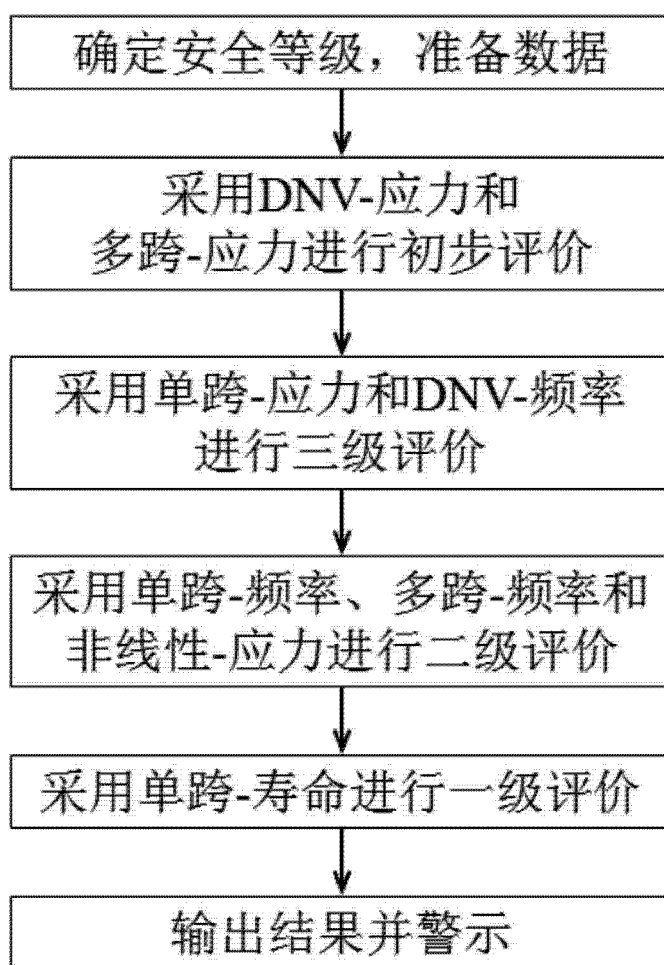 确定安全等级，准备数据
采用DNV-应力和
多跨-应力进行初步评价
采用单跨-应力和DNV-频率
进行三级评价
采用单跨-频率、多跨-频率和
非线性-应力进行二级评价
采用单跨-寿命进行一级评价
输出结果并警示